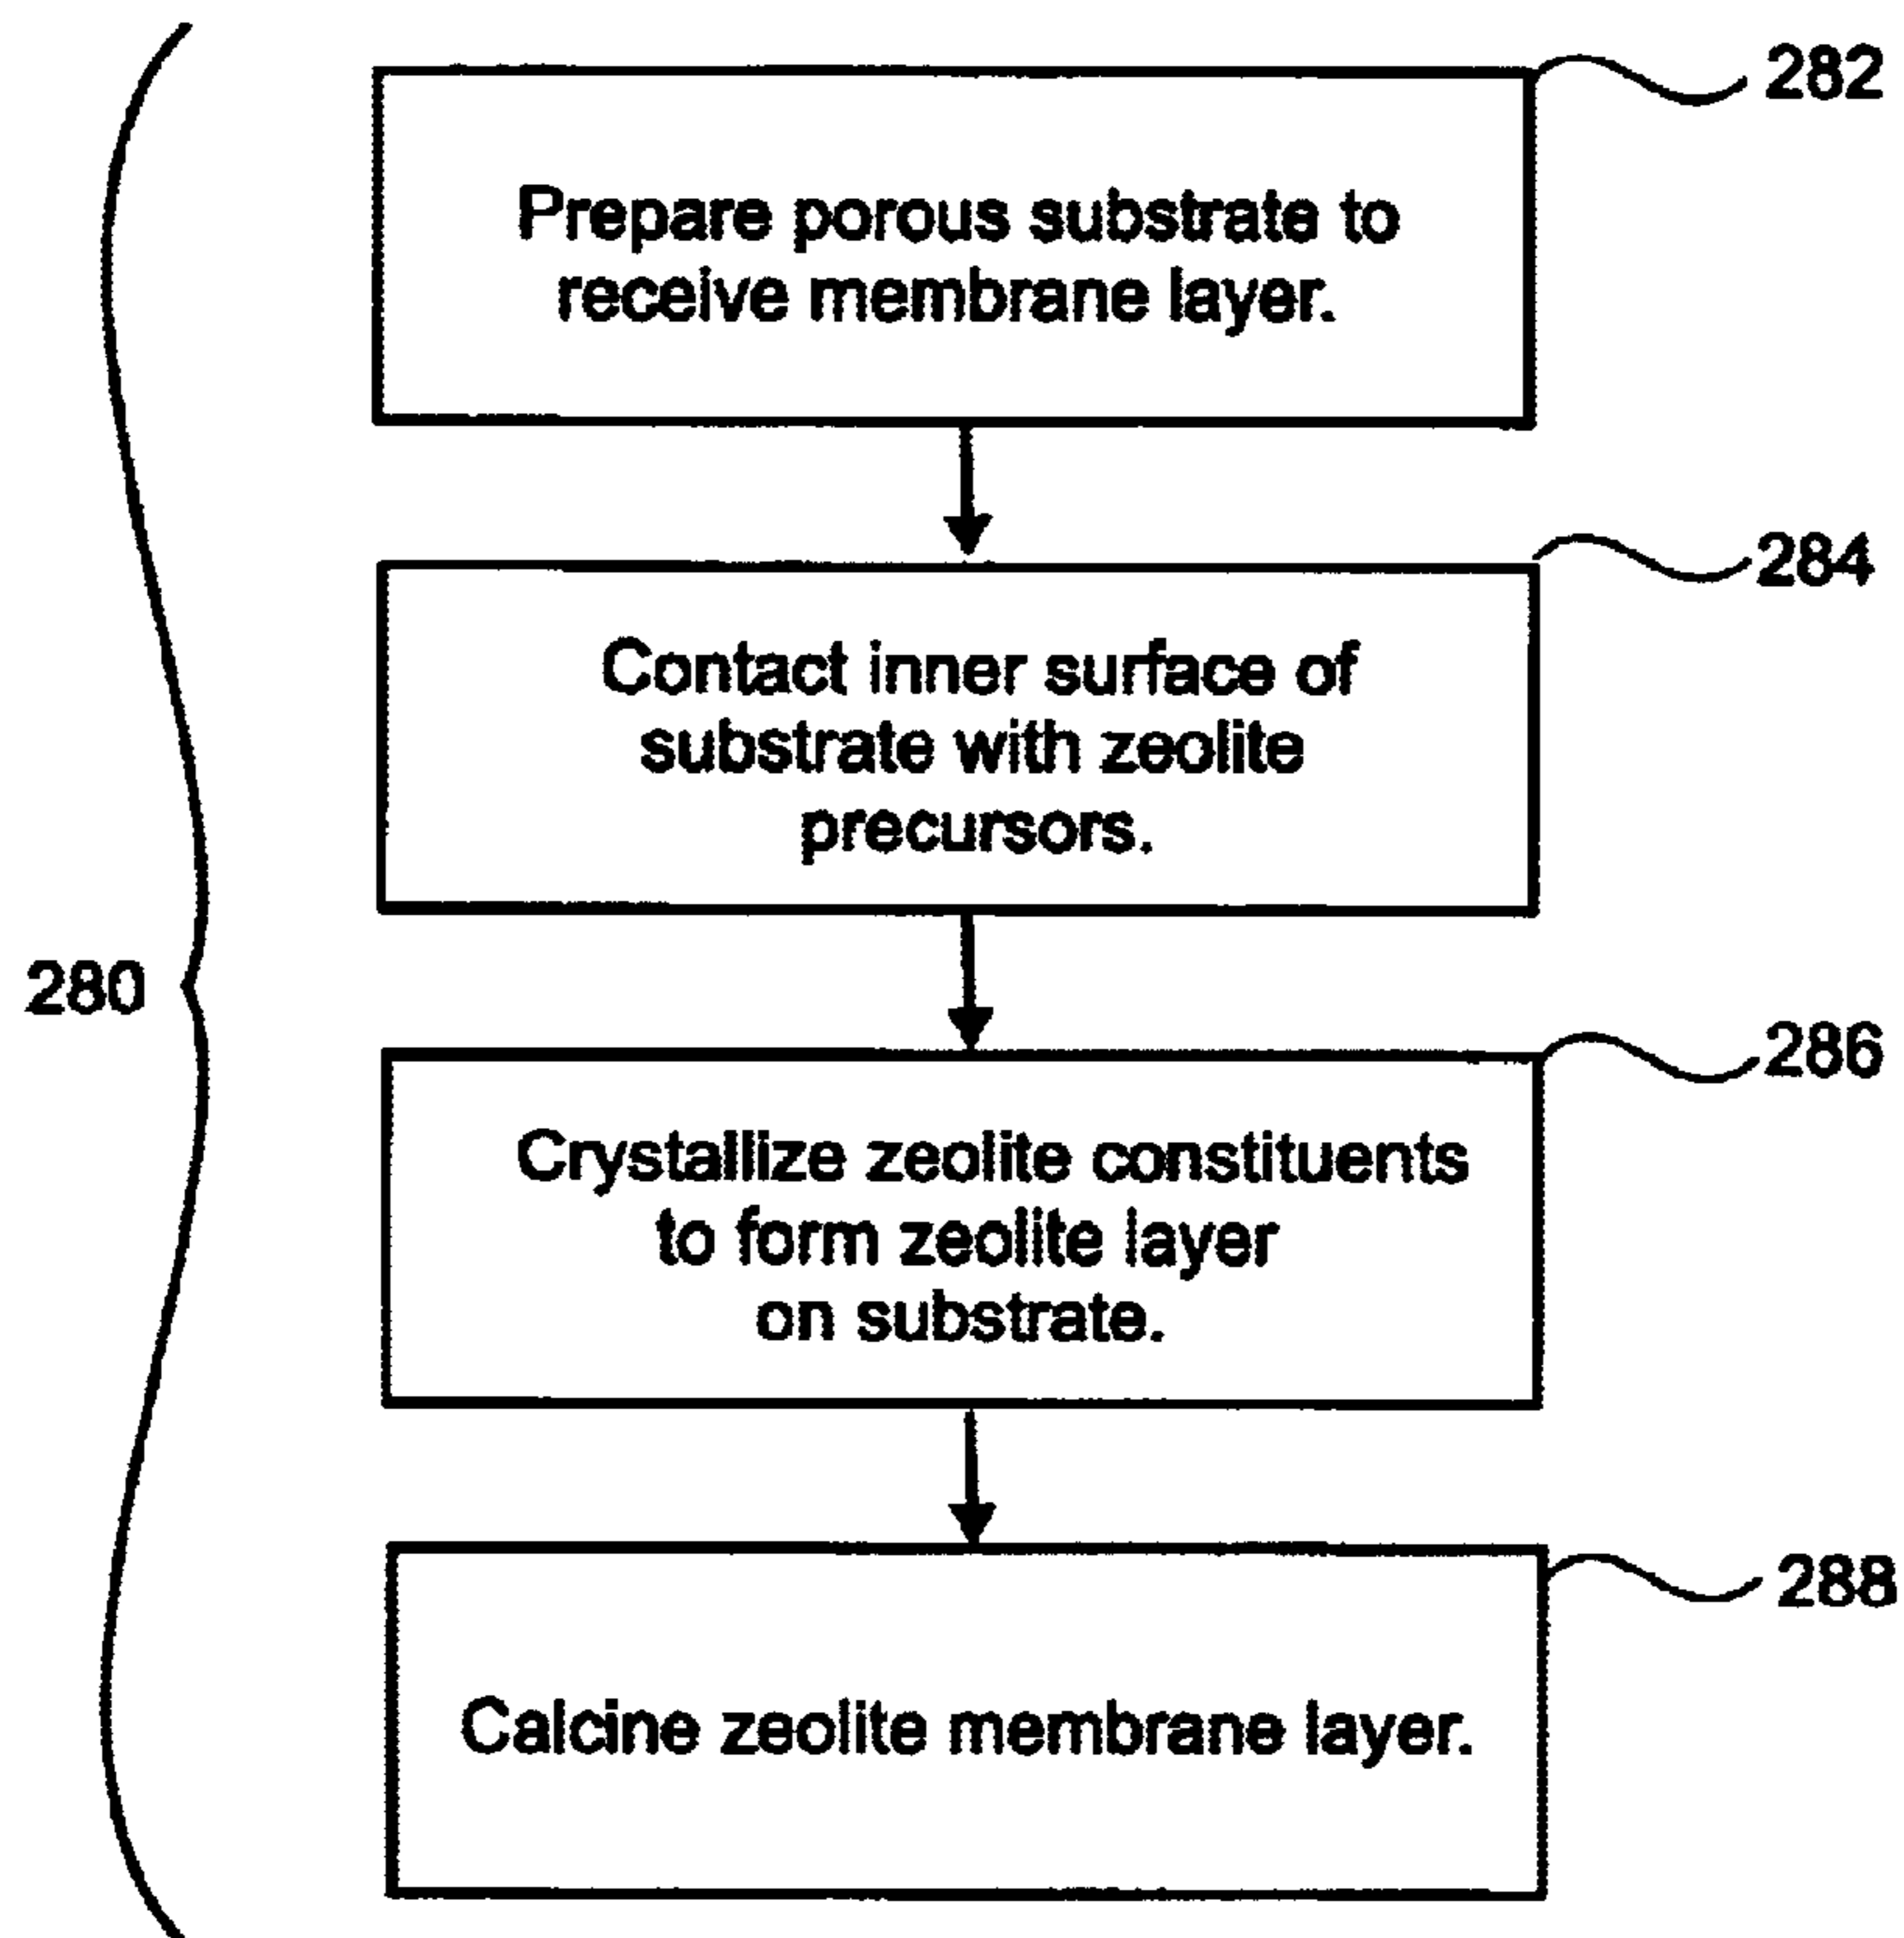 282
Prepare porous substrate to
receive membrane layer.
284
Contact inner surface of
substrate with zeolite
precursors.
280
286
Crystallize zeolite constituents
to form zeolite layer
on substrate.
288
Calcine zeolite membrane layer.